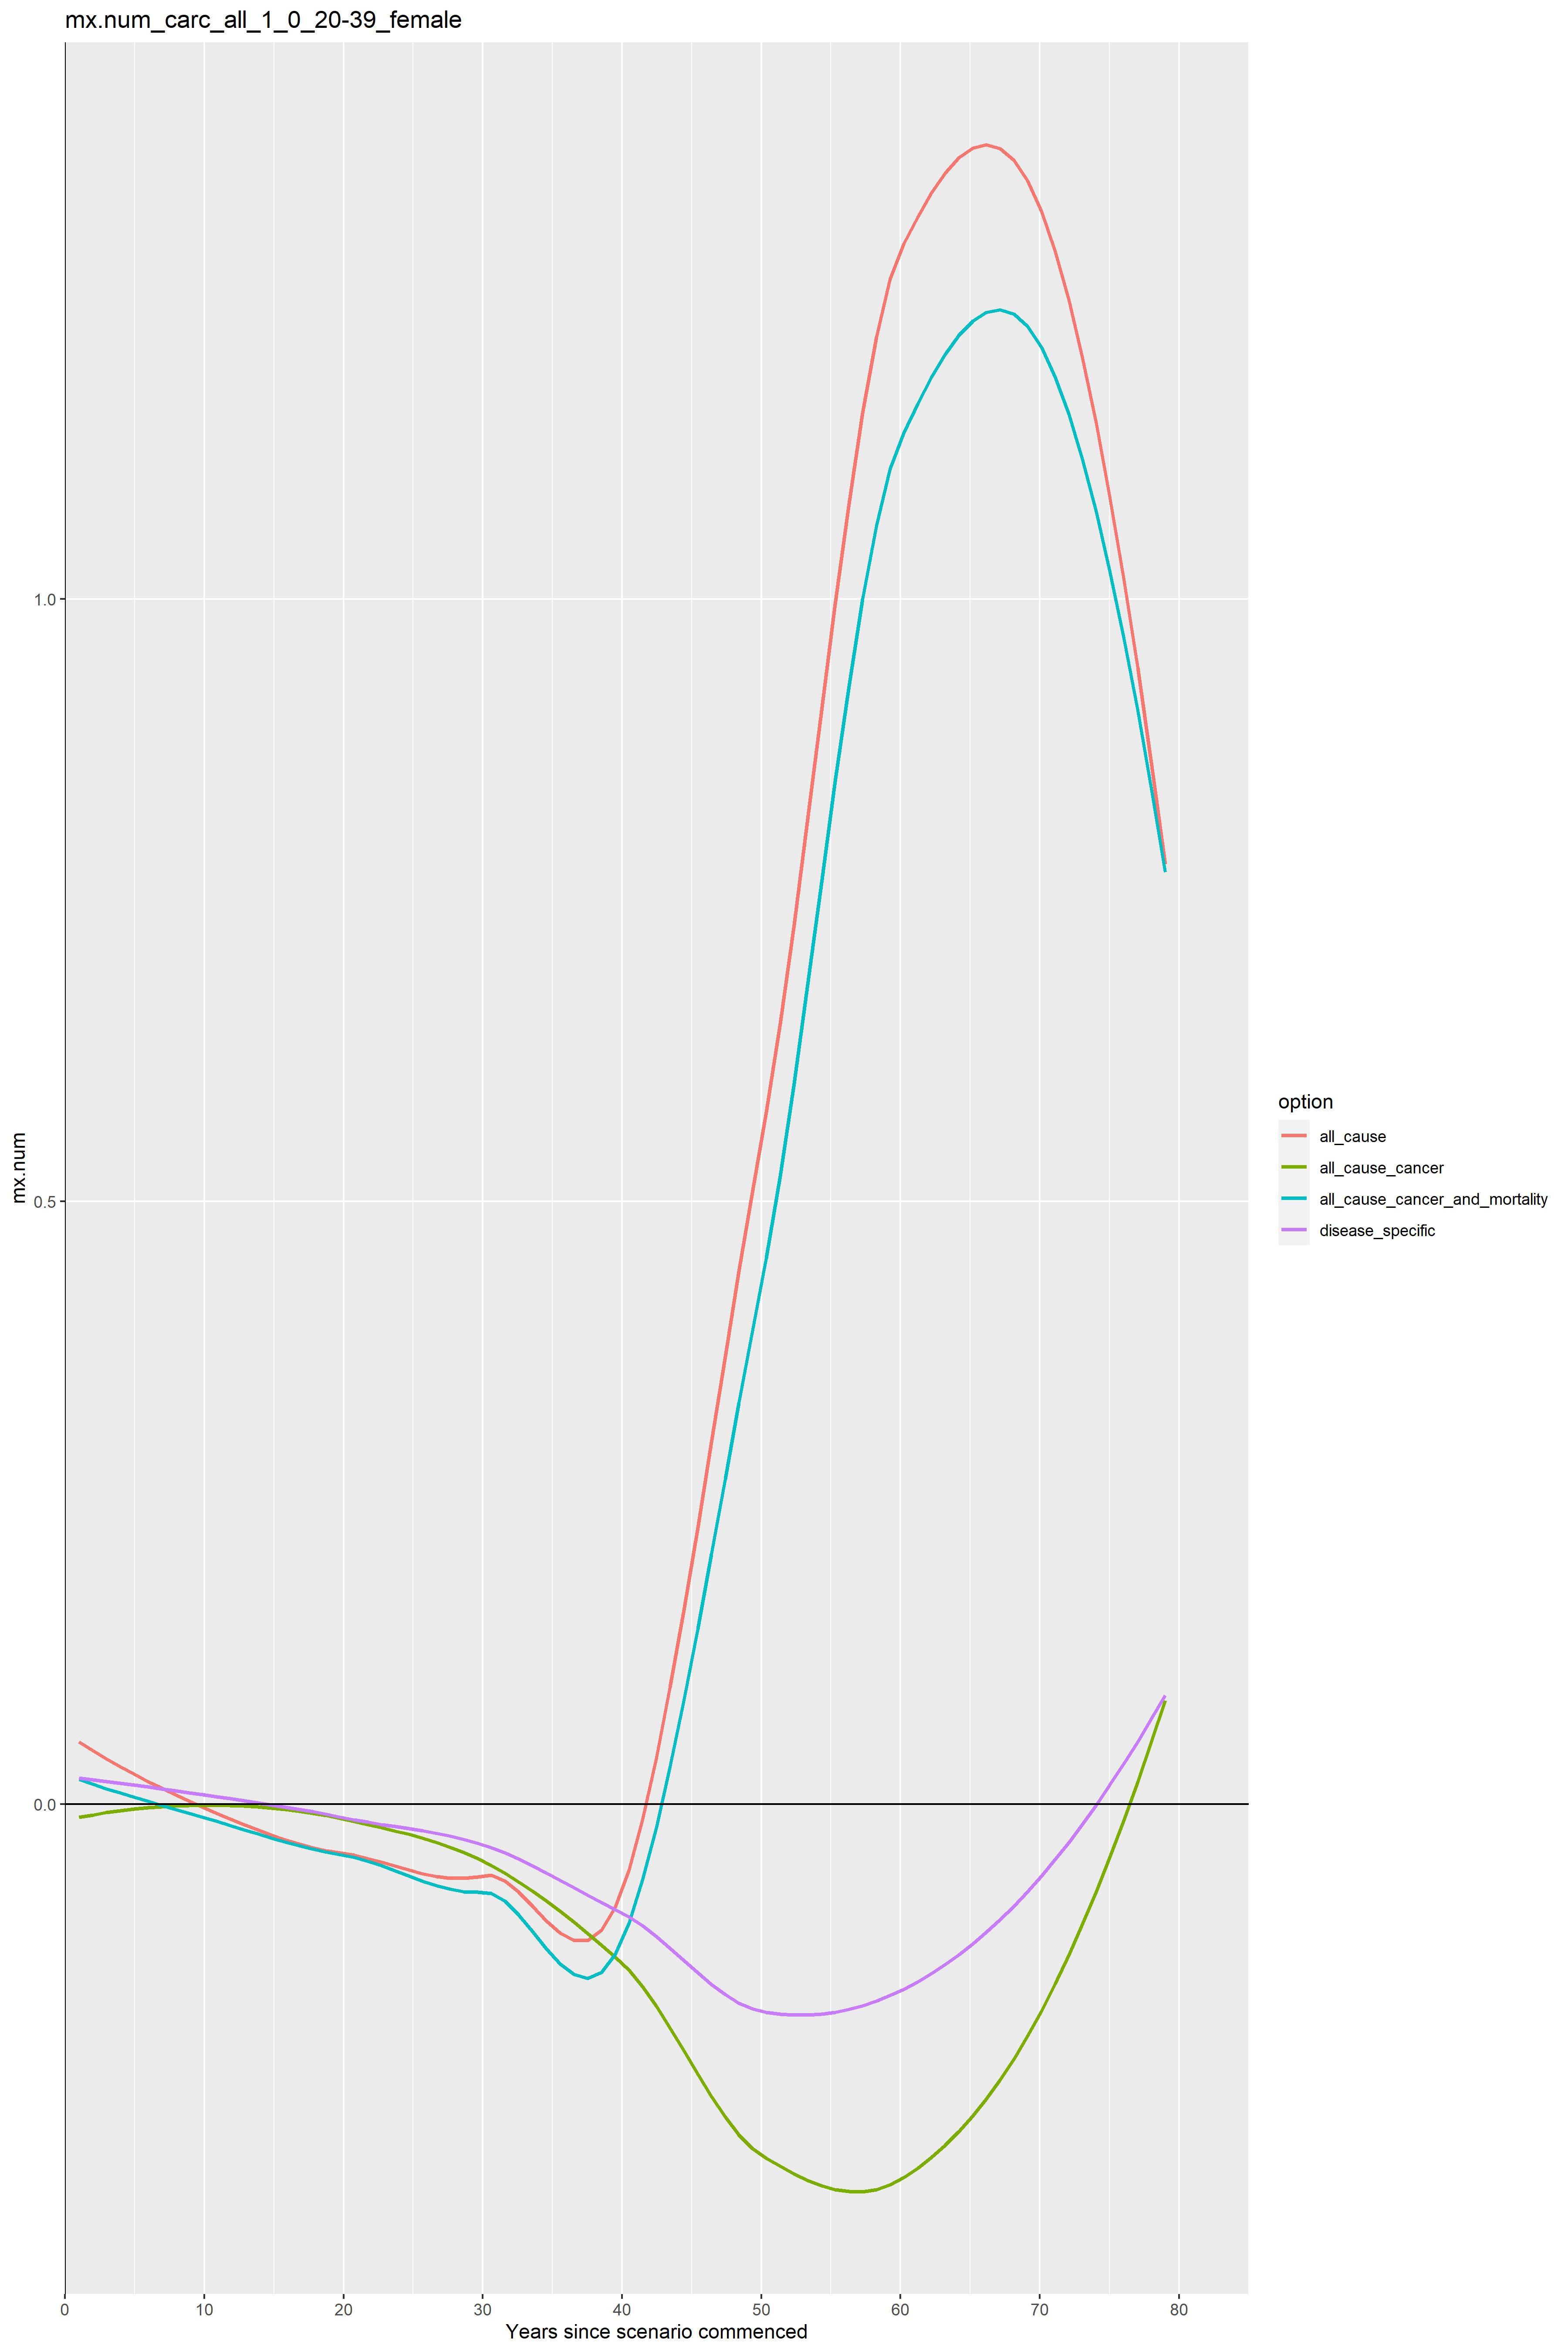 mx.num_carc_all_1_0_20-39_female
mx.num
1.0
0.5
0.0
0 10 20 30 40 50 60 70 80
Years since scenario commenced
option
all_cause
all_cause_cancer
all_cause_cancer_and_mortality
disease_specific